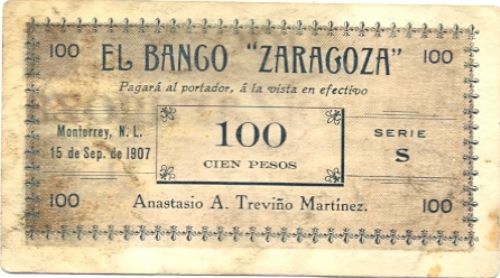 100 EL BANCO "ZARAGOZA" 100
Pagará al portador, á la vista en efectivo
Monterrey, N. L.
15 de Sep. de 1907
100
CIEN PESOS
SERIE
S
100 Anastasio A. Treviño Martínez. 100